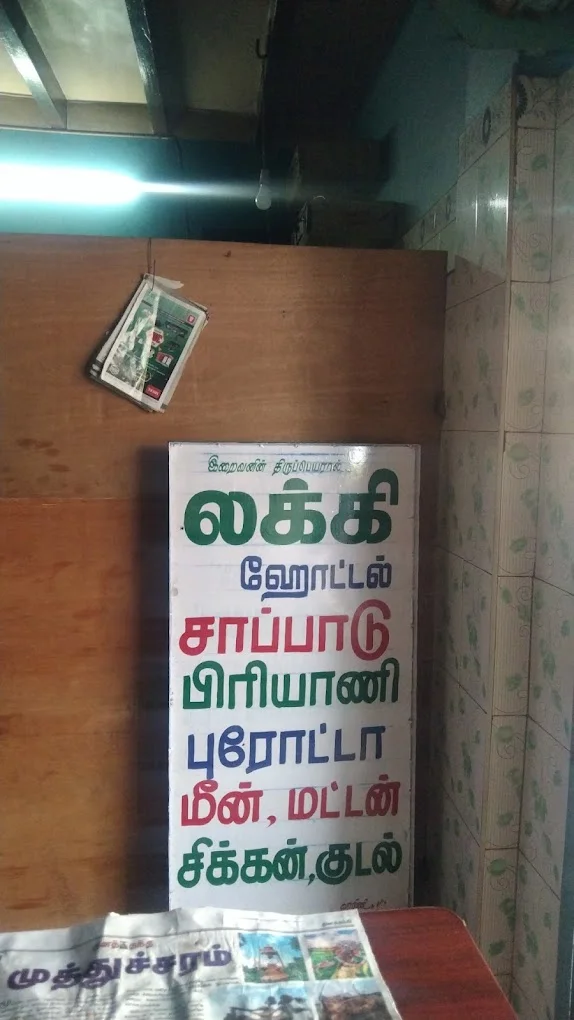 இறைவனின் திருப்பெயரால்...
லக்கி
ஹோட்டல்
சாப்பாடு
பிரியாணி
புரோட்டா
மீன், மட்டன்
சிக்கன்,குடல்
முத்துச்சரம்